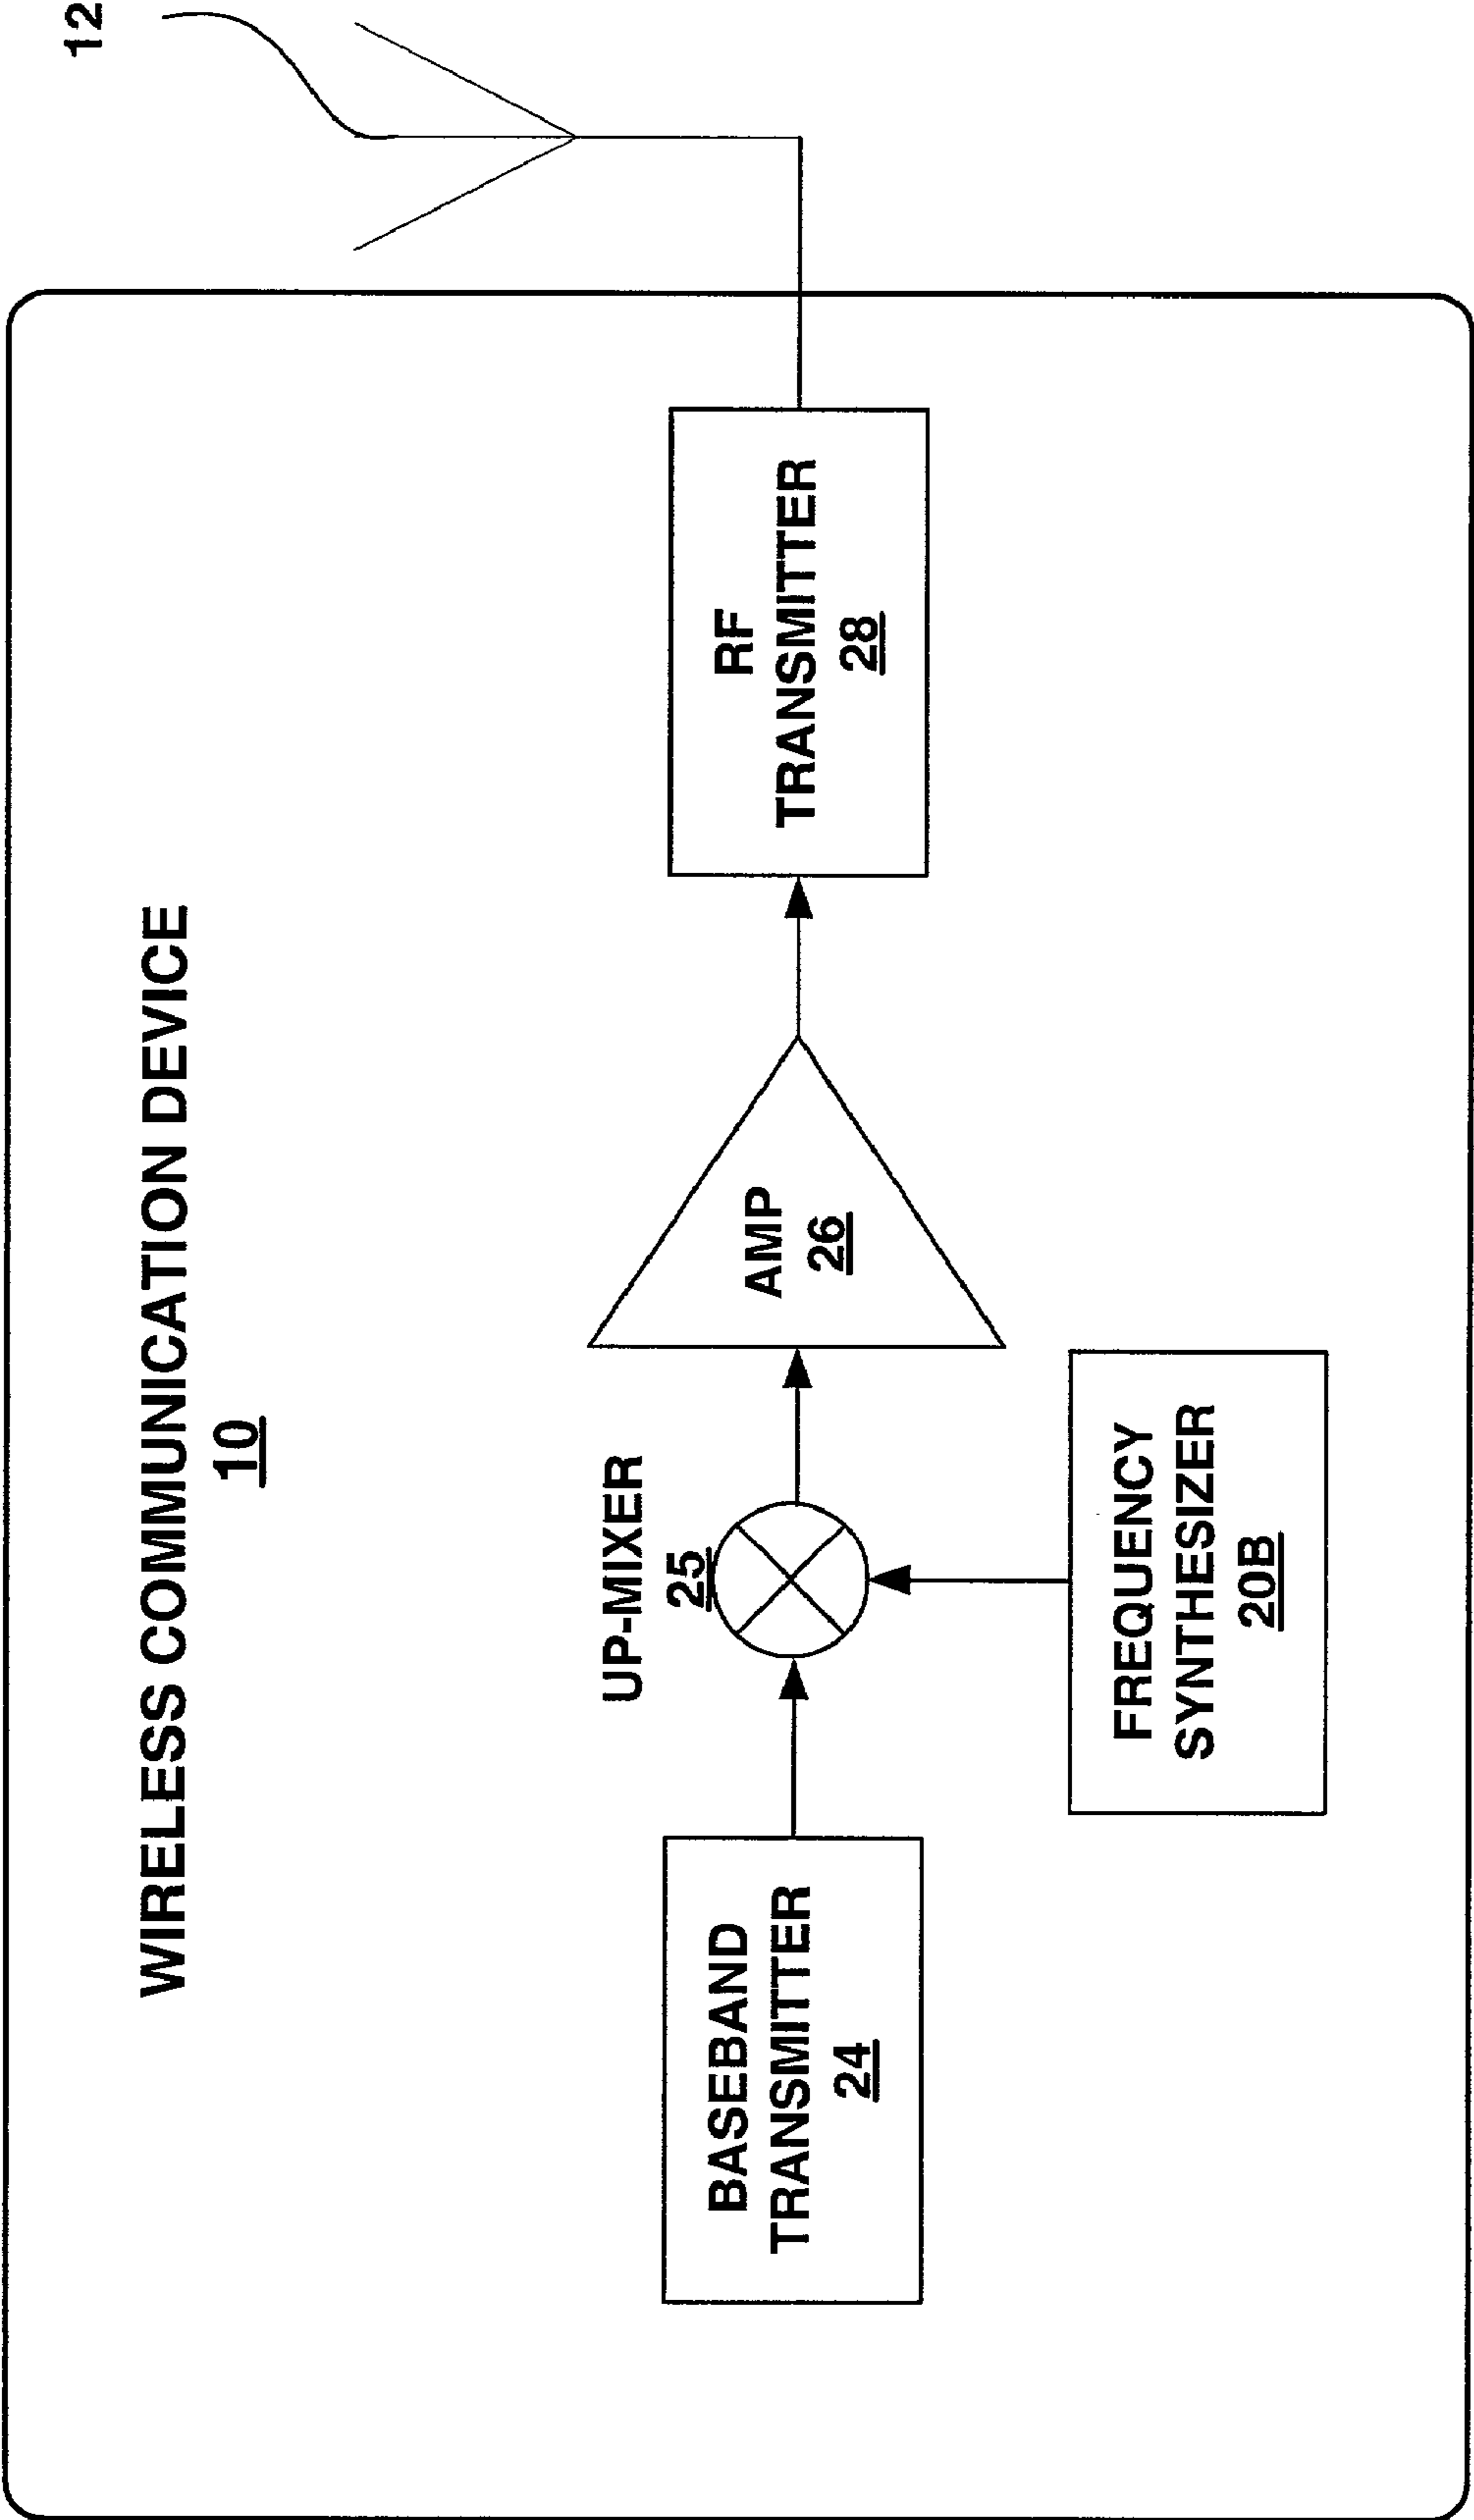 WIRELESS COMMUNICATION DEVICE
10
12
BASEBAND
TRANSMITTER
24
UP-MIXER
25
FREQUENCY
SYNTHESIZER
20B
AMP
26
RF
TRANSMITTER
28